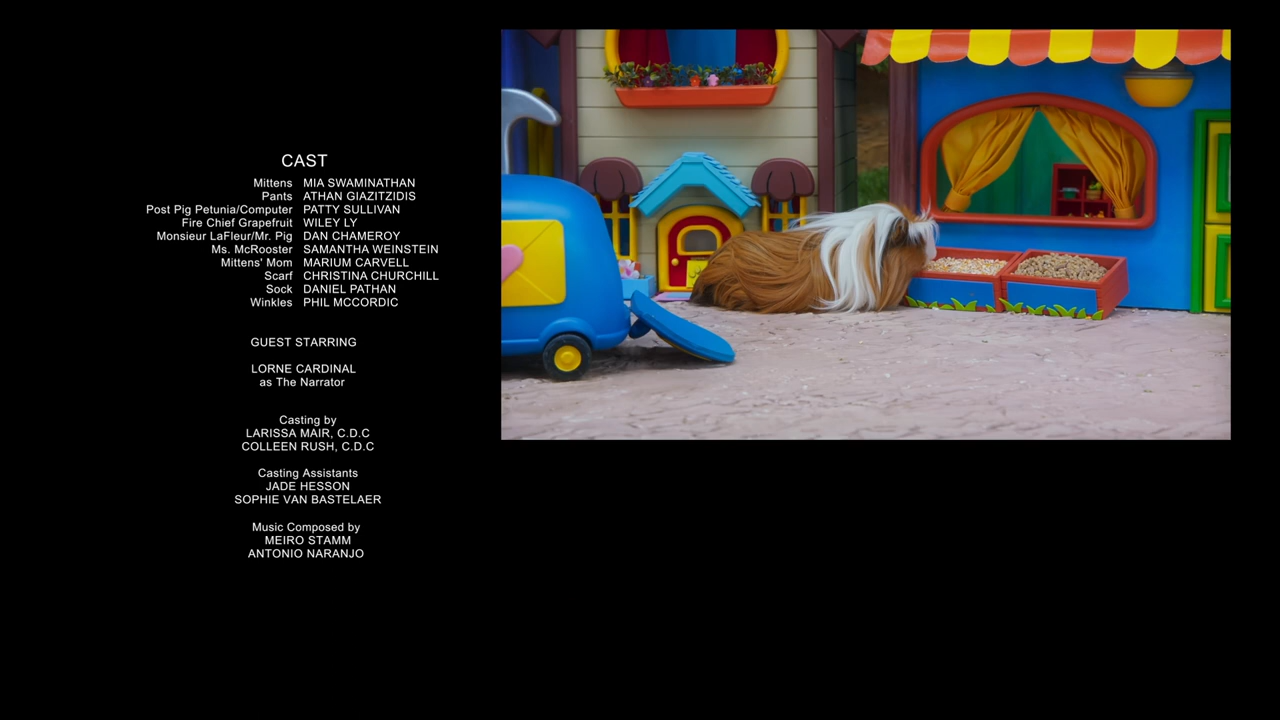 CAST
Mittens MIA SWAMINATHAN
Pants ATHAN GIAZITZIDIS
Post Pig Petunia/Computer PATTY SULLIVAN
Fire Chief Grapefruit WILEY LY
Monsieur LaFleur/Mr. Pig DAN CHAMEROY
Ms. McRooster SAMANTHA WEINSTEIN
Mittens' Mom MARIUM CARVELL
Scarf CHRISTINA CHURCHILL
Sock DANIEL PATHAN
Winkles PHIL MCCORDIC
GUEST STARRING
LORNE CARDINAL
as The Narrator
Casting by
LARISSA MAIR, C.D.C
COLLEEN RUSH, C.D.C
Casting Assistants
JADE HESSON
SOPHIE VAN BASTELAER
Music Composed by
MEIRO STAMM
ANTONIO NARANJO